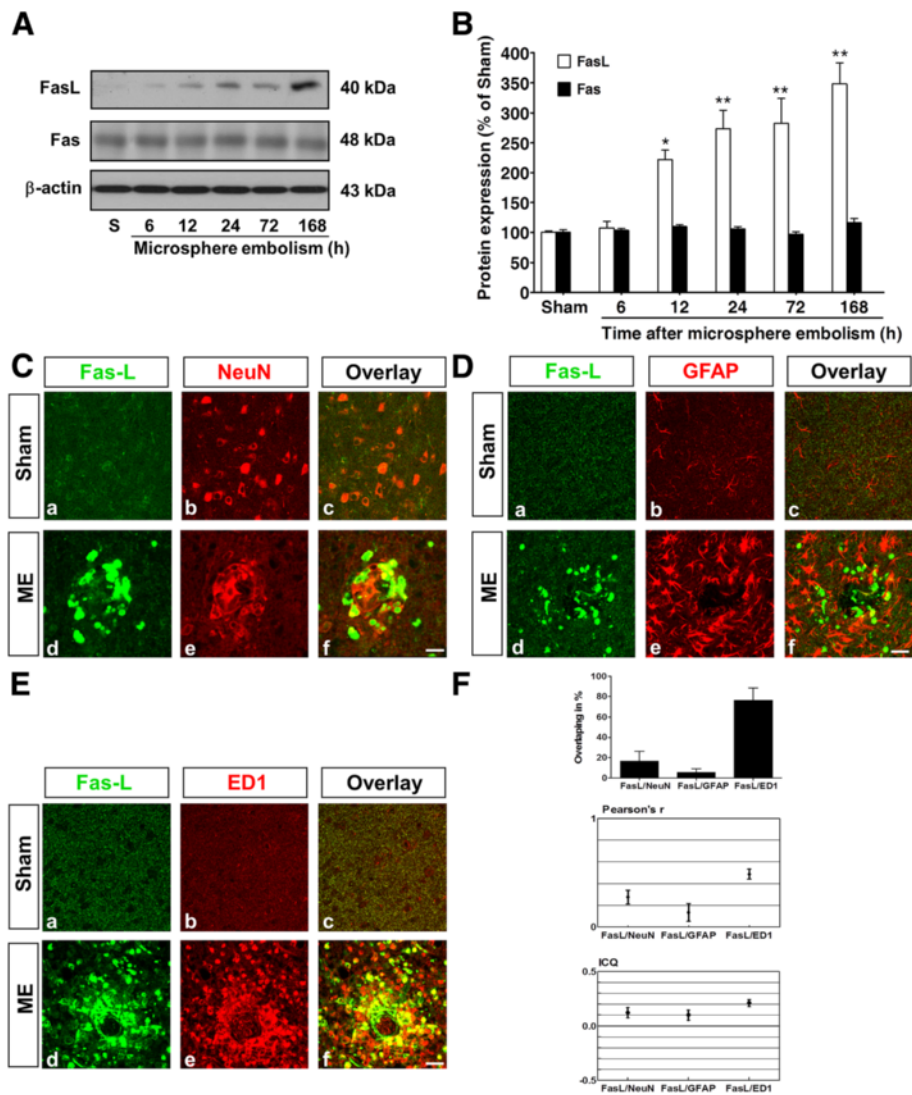 A
FasL
40 kDa
Fas
48 kDa
β-actin
43 kDa
S 6 12 24 72 168
Microsphere embolism (h)
B
Protein expression (% of Sham)
400
350
300
250
200
150
100
50
0
FasL
Fas
*
**
**
**
Sham 6 12 24 72 168
Time after microsphere embolism (h)
C
Fas-L NeuN Overlay
Sham
a b c
ME
d e f
D
Fas-L GFAP Overlay
Sham
a b c
ME
d e f
E
Fas-L ED1 Overlay
Sham
a b c
ME
d e f
F
Overlaping in %
100
80
60
40
20
0
FasL/NeuN FasL/GFAP FasL/ED1
Pearson's r
1
0
FasL/NeuN FasL/GFAP FasL/ED1
ICQ
0.5
0.0
-0.5
FasL/NeuN FasL/GFAP FasL/ED1